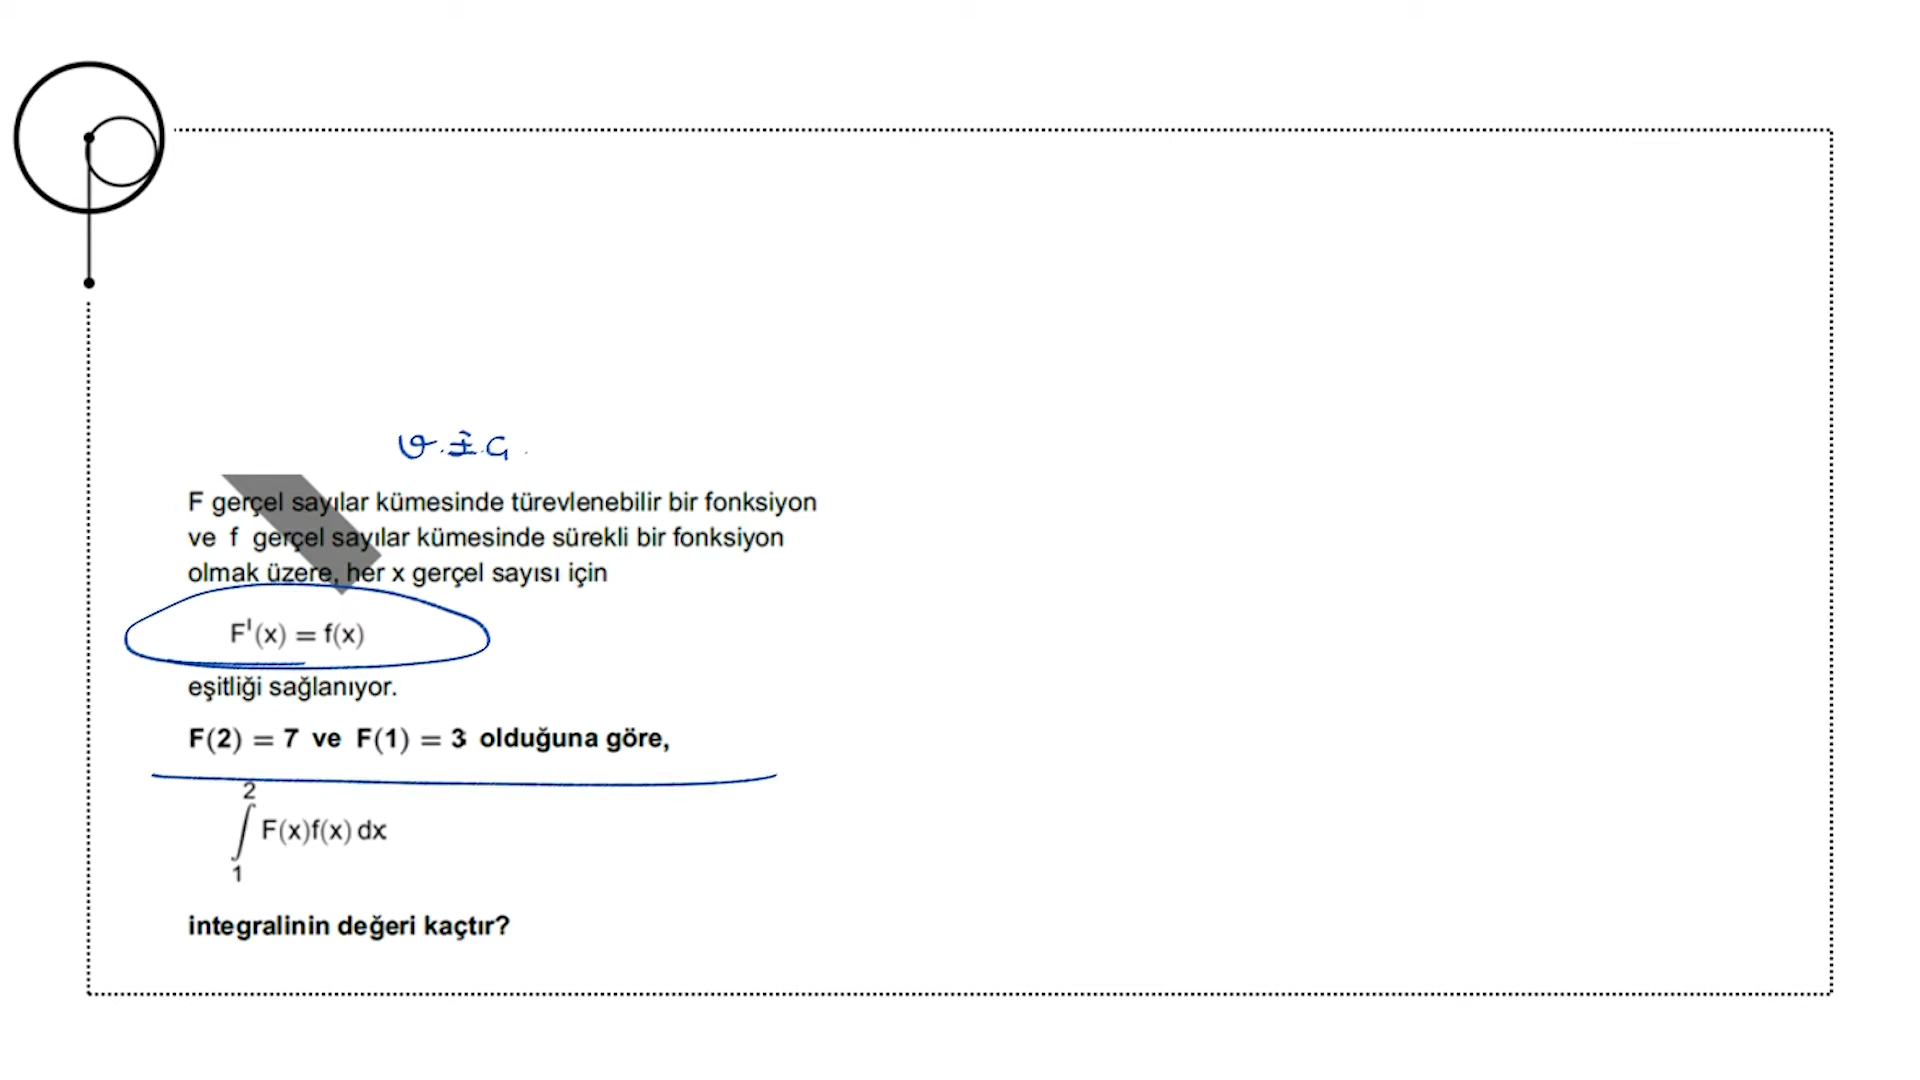 F gerçel sayılar kümesinde türevlenebilir bir fonksiyon
ve f gerçel sayılar kümesinde sürekli bir fonksiyon
olmak üzere, her x gerçel sayısı için
F'(x) = f(x)
eşitliği sağlanıyor.
F(2) = 7 ve F(1) = 3 olduğuna göre,
2
∫ F(x)f(x) dx
1
integralinin değeri kaçtır?